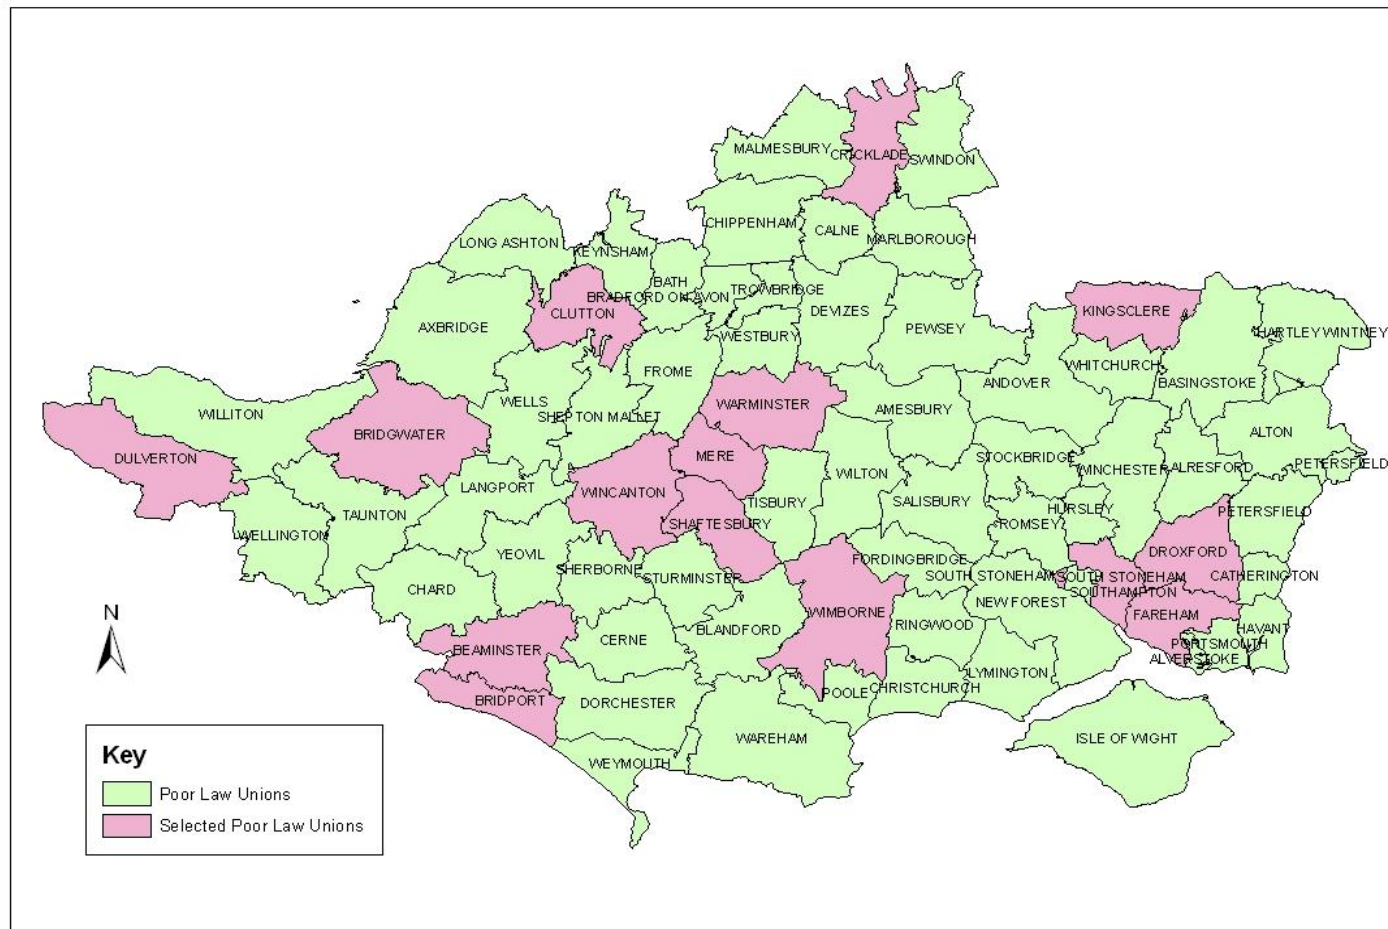 MALMESBURY
CRICKLADE
SWINDON
CHIPPENHAM
CALNE
MARLBOROUGH
LONG ASHTON
KEYNSHAM
BATH
BRADFORD ON AVON
TROWBRIDGE
AXBRIDGE
CLUTTON
DEVIZES
PEWSEY
KINGSCLERE
HARTLEY WINTNEY
WESTBURY
FROME
WHITCHURCH
BASINGSTOKE
ANDOVER
WILLITON
WELLS
SHEPTON MALLET
WARMINSTER
AMESBURY
BRIDGWATER
ALTON
DULVERTON
MERE
STOCKBRIDGE
WINCHESTER
ALRESFORD
PETERSFIELD
LANGPORT
WINCANTON
TISBURY
WILTON
SALISBURY
HURSLEY
PETERSFIELD
TAUNTON
WELLINGTON
SHAFTESBURY
ROMSEY
YEOVIL
DROXFORD
SHERBORNE
STURMINSTER
FORDINGBRIDGE
SOUTH STONEHAM
SOUTH STONEHAM
CATHERINGTON
CHARD
SOUTHAMPTON
NEW FOREST
WIMBORNE
FAREHAM
N
CERNE
BLANDFORD
RINGWOOD
HAVANT
BEAMINSTER
PORTSMOUTH
ALVERSTOKE
LYMINGTON
BRIDPORT
DORCHESTER
POOLE
CHRISTCHURCH
WAREHAM
ISLE OF WIGHT
WEYMOUTH
Key
Poor Law Unions
Selected Poor Law Unions